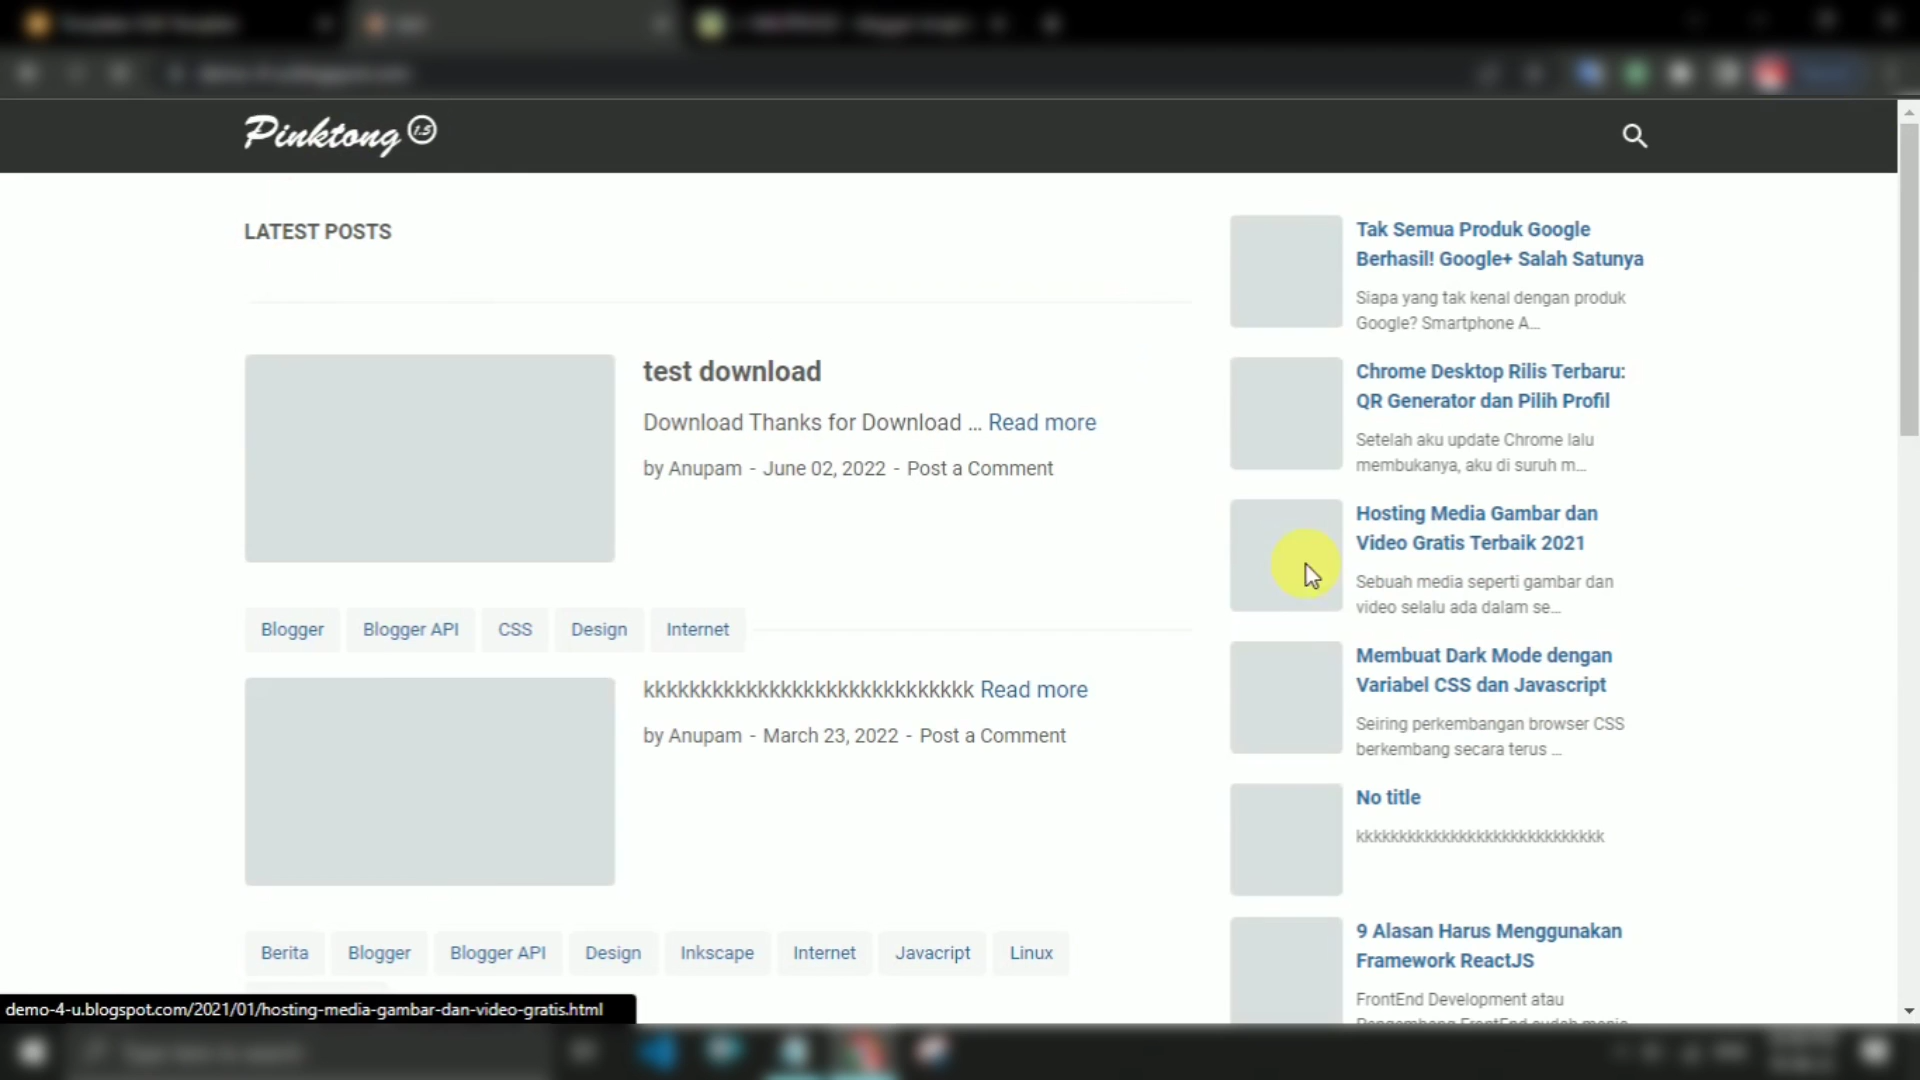 Pinktong 1.5
LATEST POSTS
test download
Download Thanks for Download ... Read more
by Anupam - June 02, 2022 - Post a Comment
Blogger Blogger API CSS Design Internet
kkkkkkkkkkkkkkkkkkkkkkkkkkkk Read more
by Anupam - March 23, 2022 - Post a Comment
Berita Blogger Blogger API Design Inkscape Internet Javacript Linux
Tak Semua Produk Google
Berhasil! Google+ Salah Satunya
Siapa yang tak kenal dengan produk
Google? Smartphone A...
Chrome Desktop Rilis Terbaru:
QR Generator dan Pilih Profil
Setelah aku update Chrome lalu
membukanya, aku di suruh m...
Hosting Media Gambar dan
Video Gratis Terbaik 2021
Sebuah media seperti gambar dan
video selalu ada dalam se...
Membuat Dark Mode dengan
Variabel CSS dan Javascript
Seiring perkembangan browser CSS
berkembang secara terus ...
No title
kkkkkkkkkkkkkkkkkkkkkkkkkkkk
9 Alasan Harus Menggunakan
Framework ReactJS
FrontEnd Development atau
demo-4-u.blogspot.com/2021/01/hosting-media-gambar-dan-video-gratis.html